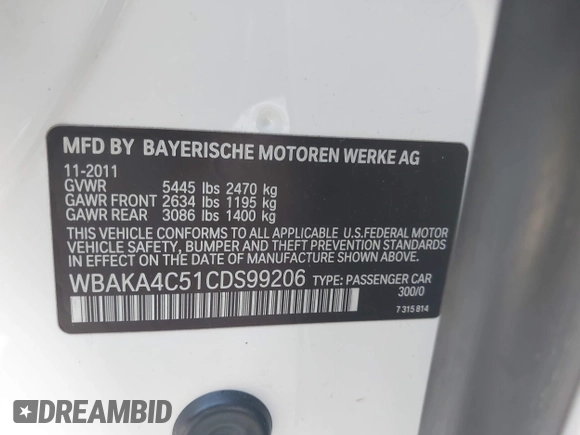 MFD BY BAYERISCHE MOTOREN WERKE AG
11-2011
GVWR 5445 lbs 2470 kg
GAWR FRONT 2634 lbs 1195 kg
GAWR REAR 3086 lbs 1400 kg
THIS VEHICLE CONFORMS TO ALL APPLICABLE U.S.FEDERAL MOTOR
VEHICLE SAFETY, BUMPER AND THEFT PREVENTION STANDARDS
IN EFFECT ON THE DATE OF MANUFACTURE SHOWN ABOVE.
WBAKA4C51CDS99206 TYPE: PASSENGER CAR
300/0
7 315 814
DREAMBID